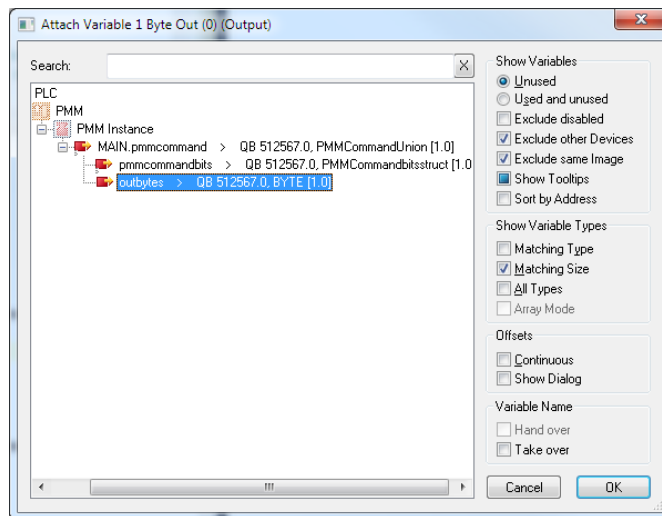 Attach Variable 1 Byte Out (0) (Output)
Search:
PLC
PMM
PMM Instance
MAIN.pmmcommand > QB 512567.0, PMMCommandUnion [1.0]
pmmcommandbits > QB 512567.0, PMMCommandbitsstruct [1.0
outbytes > QB 512567.0, BYTE [1.0]
Show Variables
Unused
Used and unused
Exclude disabled
Exclude other Devices
Exclude same Image
Show Tooltips
Sort by Address
Show Variable Types
Matching Type
Matching Size
All Types
Array Mode
Offsets
Continuous
Show Dialog
Variable Name
Hand over
Take over
Cancel
OK